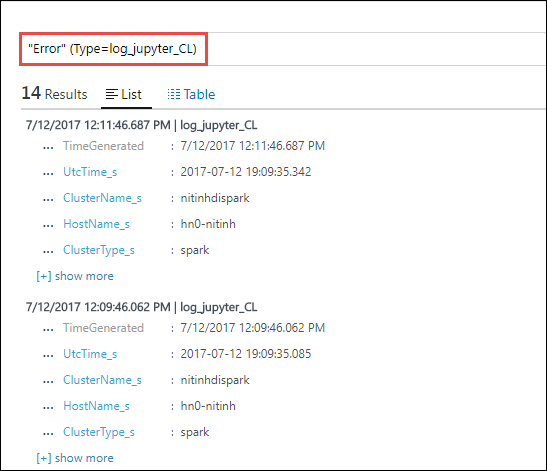 "Error" (Type=log_jupyter_CL)
14 Results List Table
7/12/2017 12:11:46.687 PM | log_jupyter_CL
... TimeGenerated : 7/12/2017 12:11:46.687 PM
... UtcTime_s : 2017-07-12 19:09:35.342
... ClusterName_s : nitinhdispark
... HostName_s : hn0-nitinh
... ClusterType_s : spark
[+] show more
7/12/2017 12:09:46.062 PM | log_jupyter_CL
... TimeGenerated : 7/12/2017 12:09:46.062 PM
... UtcTime_s : 2017-07-12 19:09:35.085
... ClusterName_s : nitinhdispark
... HostName_s : hn0-nitinh
... ClusterType_s : spark
[+] show more